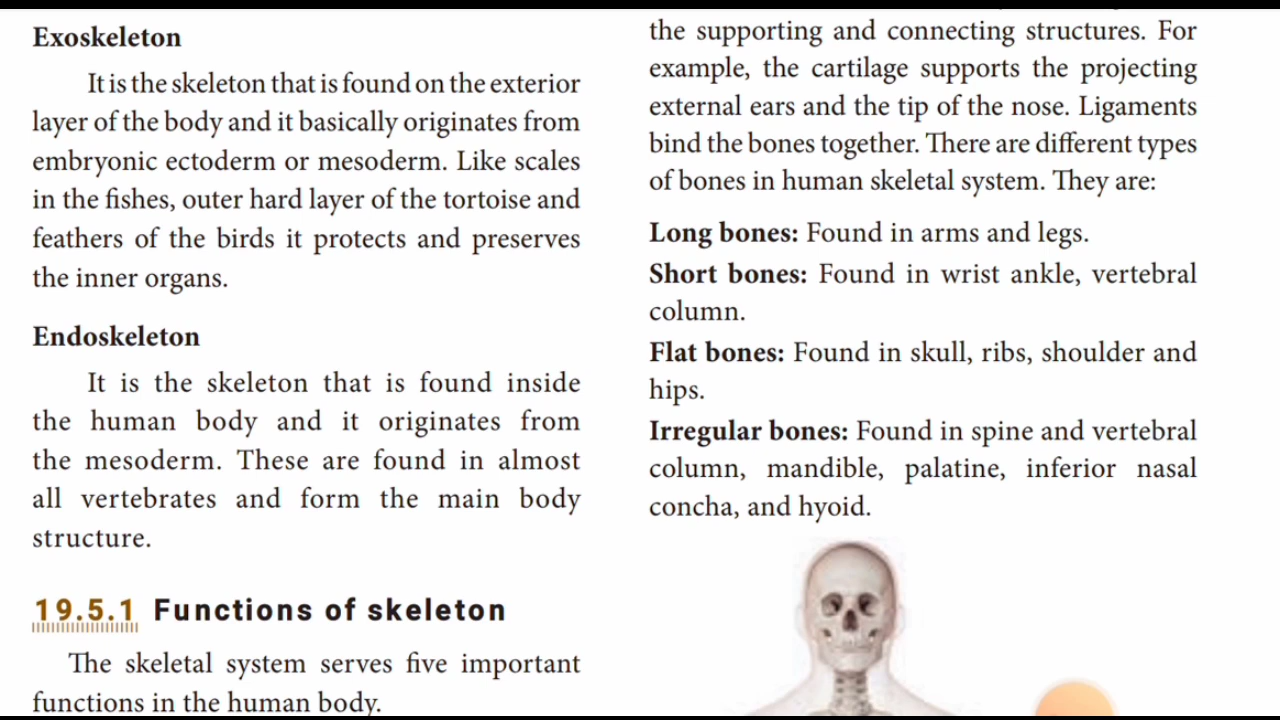 Exoskeleton
It is the skeleton that is found on the exterior
layer of the body and it basically originates from
embryonic ectoderm or mesoderm. Like scales
in the fishes, outer hard layer of the tortoise and
feathers of the birds it protects and preserves
the inner organs.
Endoskeleton
It is the skeleton that is found inside
the human body and it originates from
the mesoderm. These are found in almost
all vertebrates and form the main body
structure.
19.5.1 Functions of skeleton
The skeletal system serves five important
functions in the human body.
the supporting and connecting structures. For
example, the cartilage supports the projecting
external ears and the tip of the nose. Ligaments
bind the bones together. There are different types
of bones in human skeletal system. They are:
Long bones: Found in arms and legs.
Short bones: Found in wrist ankle, vertebral
column.
Flat bones: Found in skull, ribs, shoulder and
hips.
Irregular bones: Found in spine and vertebral
column, mandible, palatine, inferior nasal
concha, and hyoid.